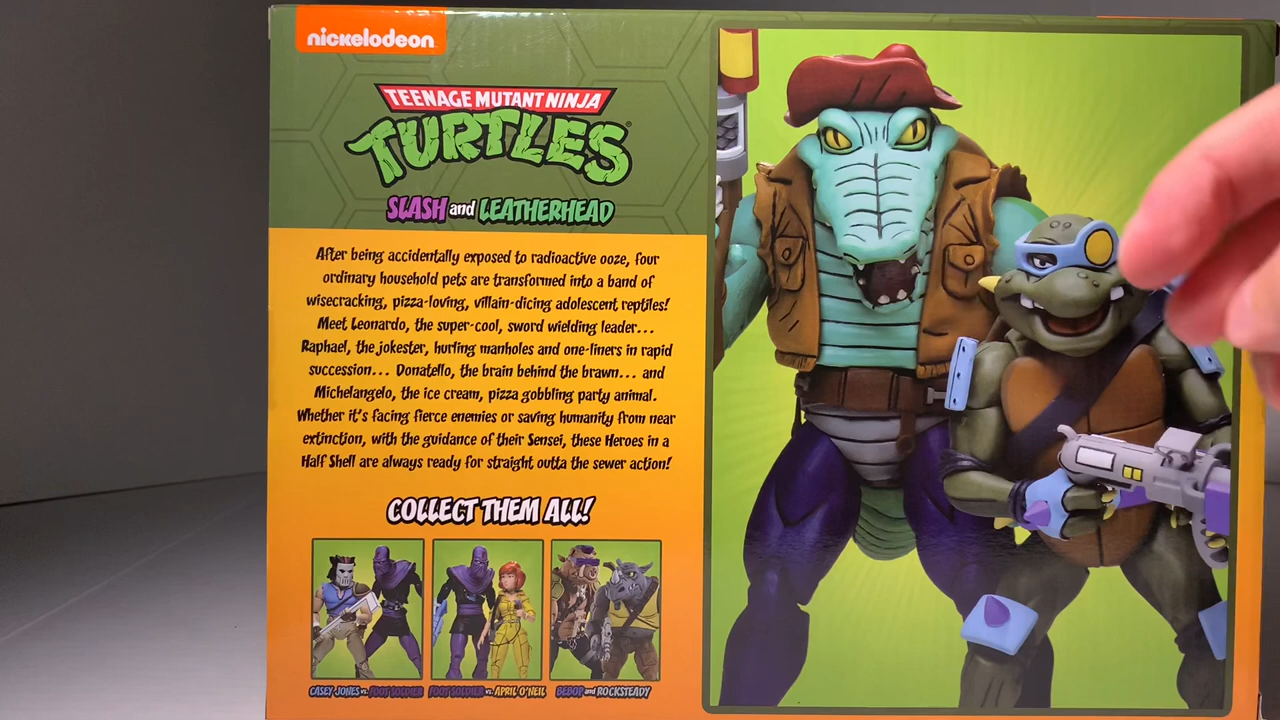 nickelodeon
TEENAGE MUTANT NINJA
TURTLES
SLASH and LEATHERHEAD
After being accidentally exposed to radioactive ooze, four
ordinary household pets are transformed into a band of
wisecracking, pizza-loving, villain-dicing adolescent reptiles!
Meet Leonardo, the super-cool, sword wielding leader...
Raphael, the jokester, hurling manholes and one-liners in rapid
succession... Donatello, the brain behind the brawn... and
Michelangelo, the ice cream, pizza gobbling party animal.
Whether it's facing fierce enemies or saving humanity from near
extinction, with the guidance of their Sensei, these Heroes in a
Half Shell are always ready for straight outta the sewer action!
COLLECT THEM ALL!
CASEY JONES vs. FOOT SOLDIER
FOOT SOLDIER vs. APRIL O'NEIL
BEBOP and ROCKSTEADY